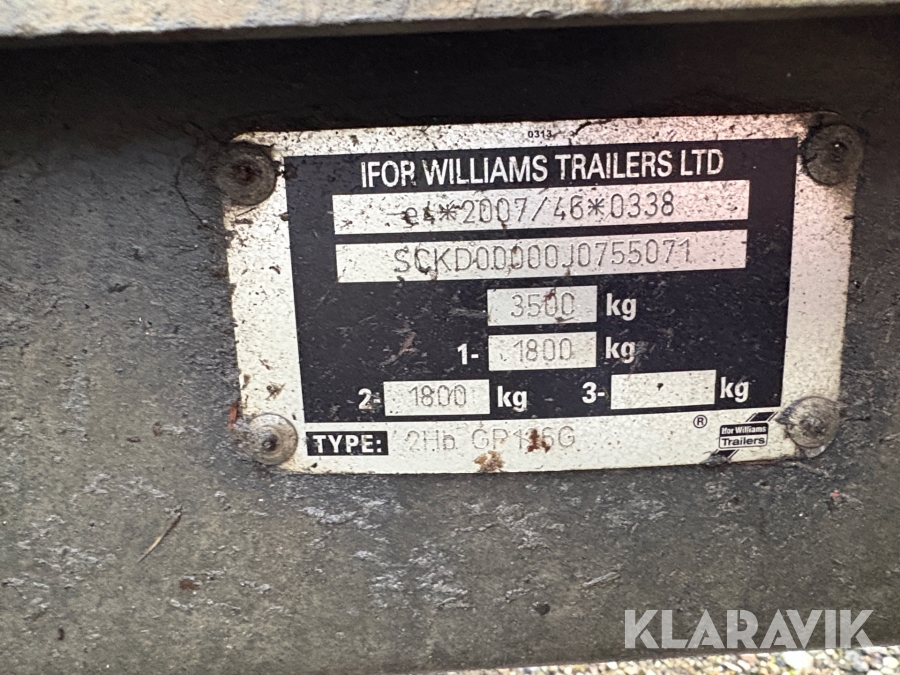 0313
IFOR WILLIAMS TRAILERS LTD
e4*2007/46*0338
SCKD00000J0755071
3500 kg
1- 1800 kg
2- 1800 kg 3- kg
® Ifor Williams
Trailers
TYPE: 2Hb
KLARAVIK